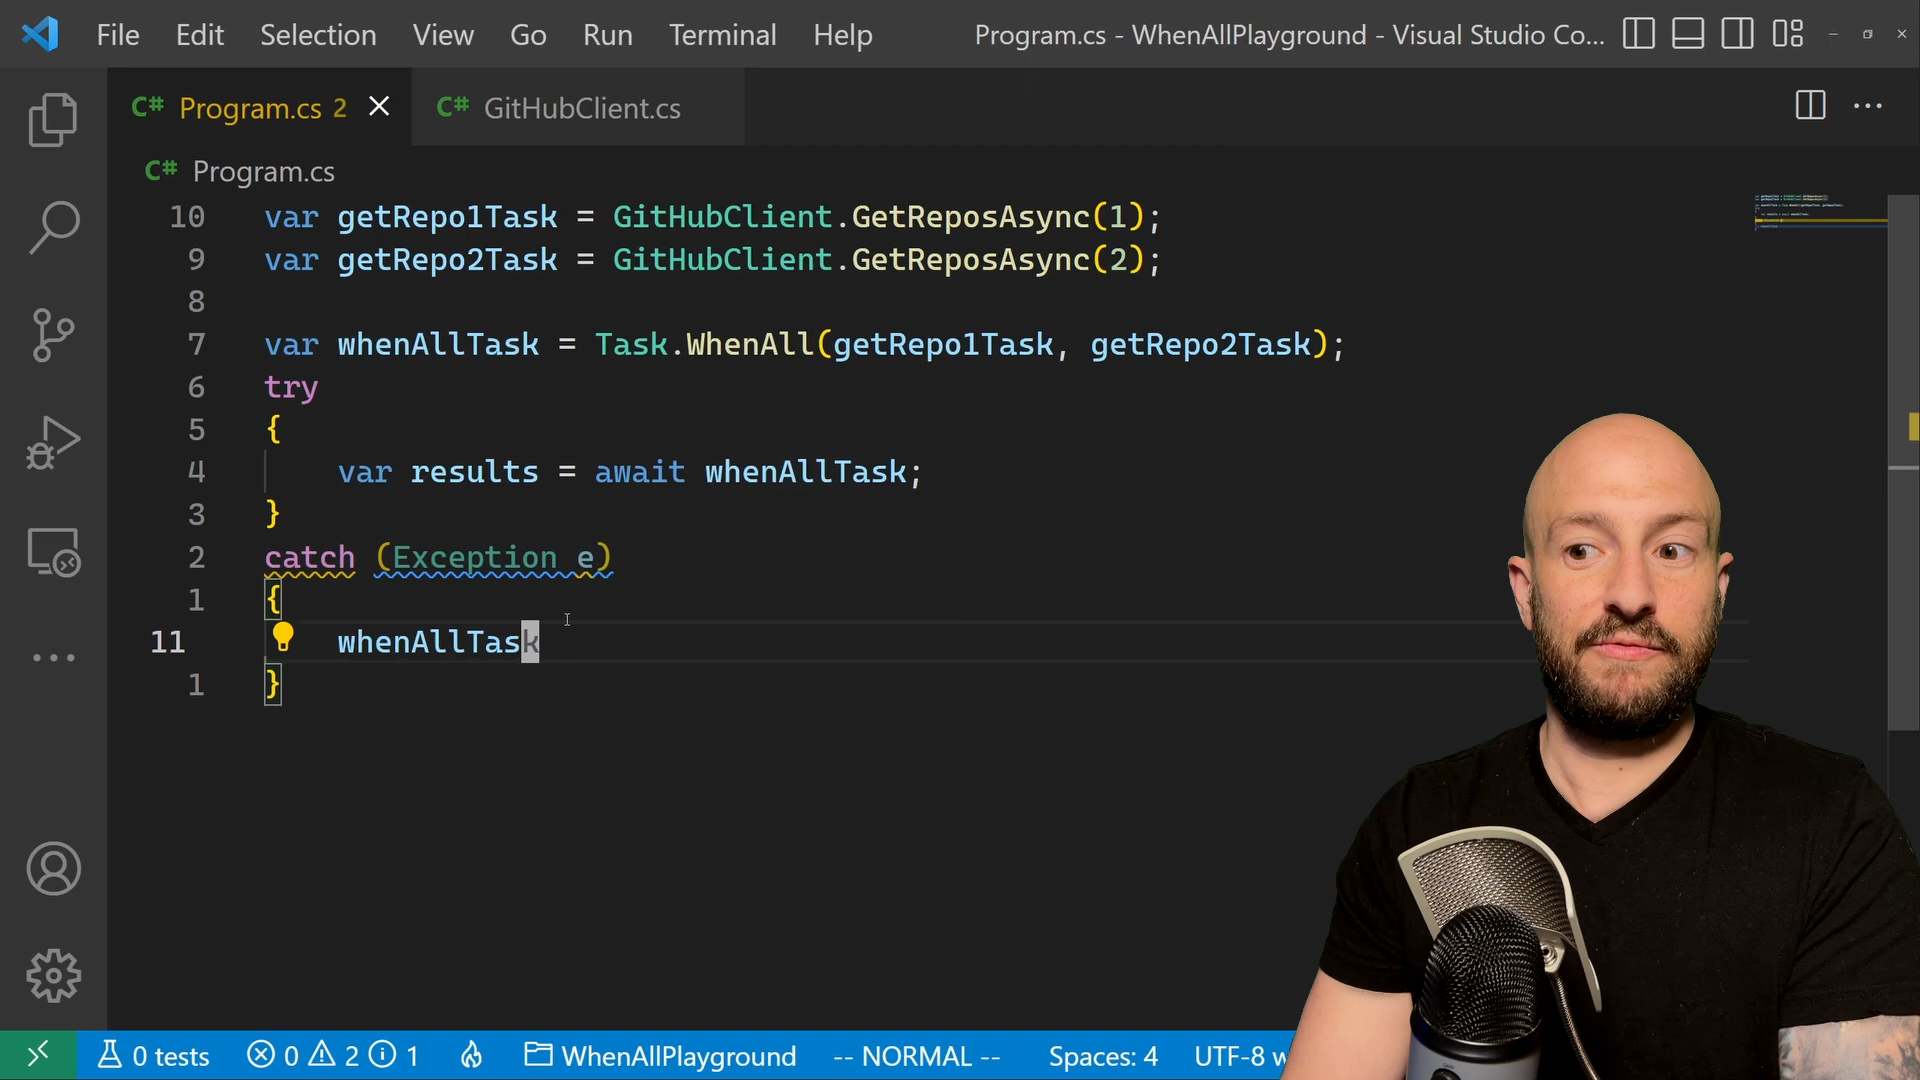 File Edit Selection View Go Run Terminal Help Program.cs - WhenAllPlayground - Visual Studio Co...
C# Program.cs 2 C# GitHubClient.cs
C# Program.cs
10 var getRepo1Task = GitHubClient.GetReposAsync(1);
9 var getRepo2Task = GitHubClient.GetReposAsync(2);
8
7 var whenAllTask = Task.WhenAll(getRepo1Task, getRepo2Task);
6 try
5 {
4 var results = await whenAllTask;
3 }
2 catch (Exception e)
1 {
11 whenAllTask
1 }
0 tests 0 2 1 WhenAllPlayground -- NORMAL -- Spaces: 4 UTF-8 w